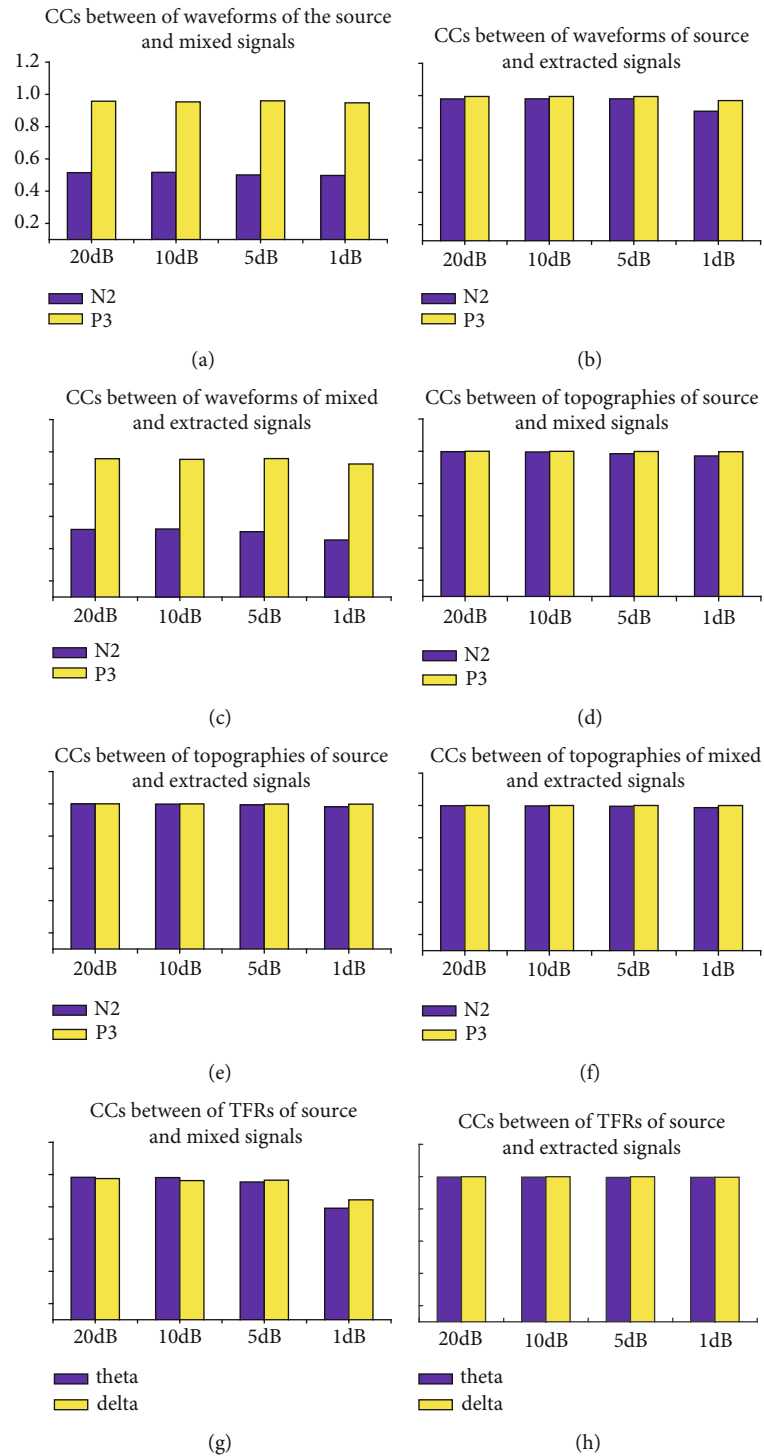 CCs between of waveforms of the source
and mixed signals
1.2
1.0
0.8
0.6
0.4
0.2
20dB 10dB 5dB 1dB
N2
P3
(a)
CCs between of waveforms of source
and extracted signals
20dB 10dB 5dB 1dB
N2
P3
(b)
CCs between of waveforms of mixed
and extracted signals
20dB 10dB 5dB 1dB
N2
P3
(c)
CCs between of topographies of source
and mixed signals
20dB 10dB 5dB 1dB
N2
P3
(d)
CCs between of topographies of source
and extracted signals
20dB 10dB 5dB 1dB
N2
P3
(e)
CCs between of topographies of mixed
and extracted signals
20dB 10dB 5dB 1dB
N2
P3
(f)
CCs between of TFRs of source
and mixed signals
20dB 10dB 5dB 1dB
theta
delta
(g)
CCs between of TFRs of source
and extracted signals
20dB 10dB 5dB 1dB
theta
delta
(h)